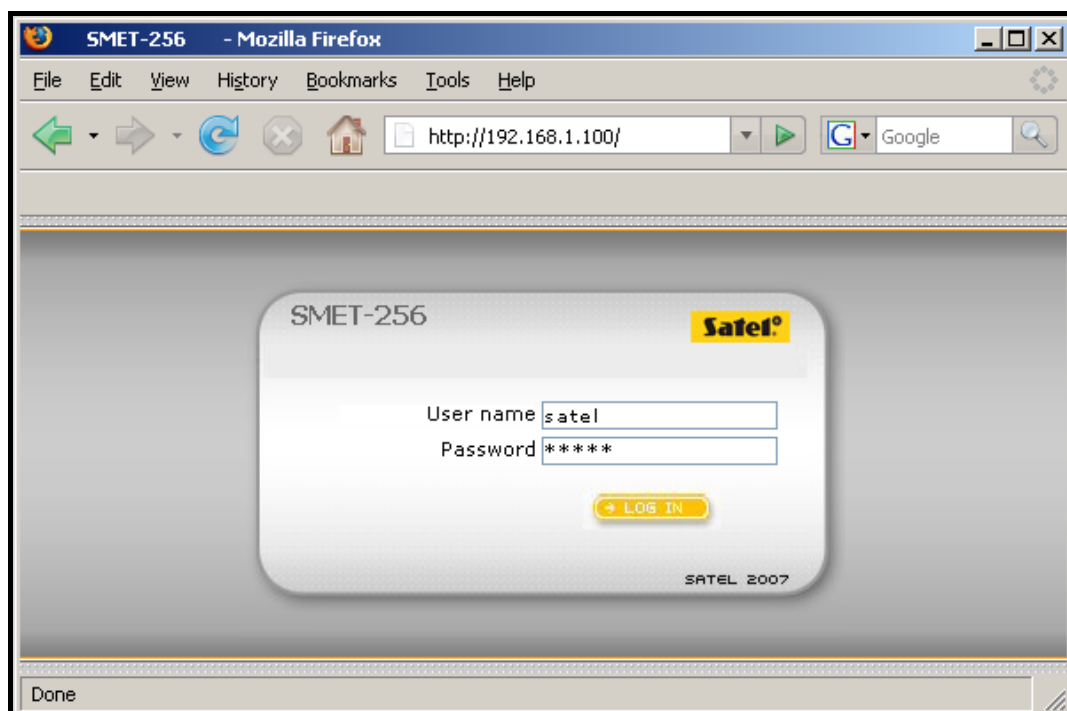 SMET-256 - Mozilla Firefox
File Edit View History Bookmarks Tools Help
http://192.168.1.100/ G Google
SMET-256
Satel
User name satel
Password *****
LOG IN
SATEL 2007
Done